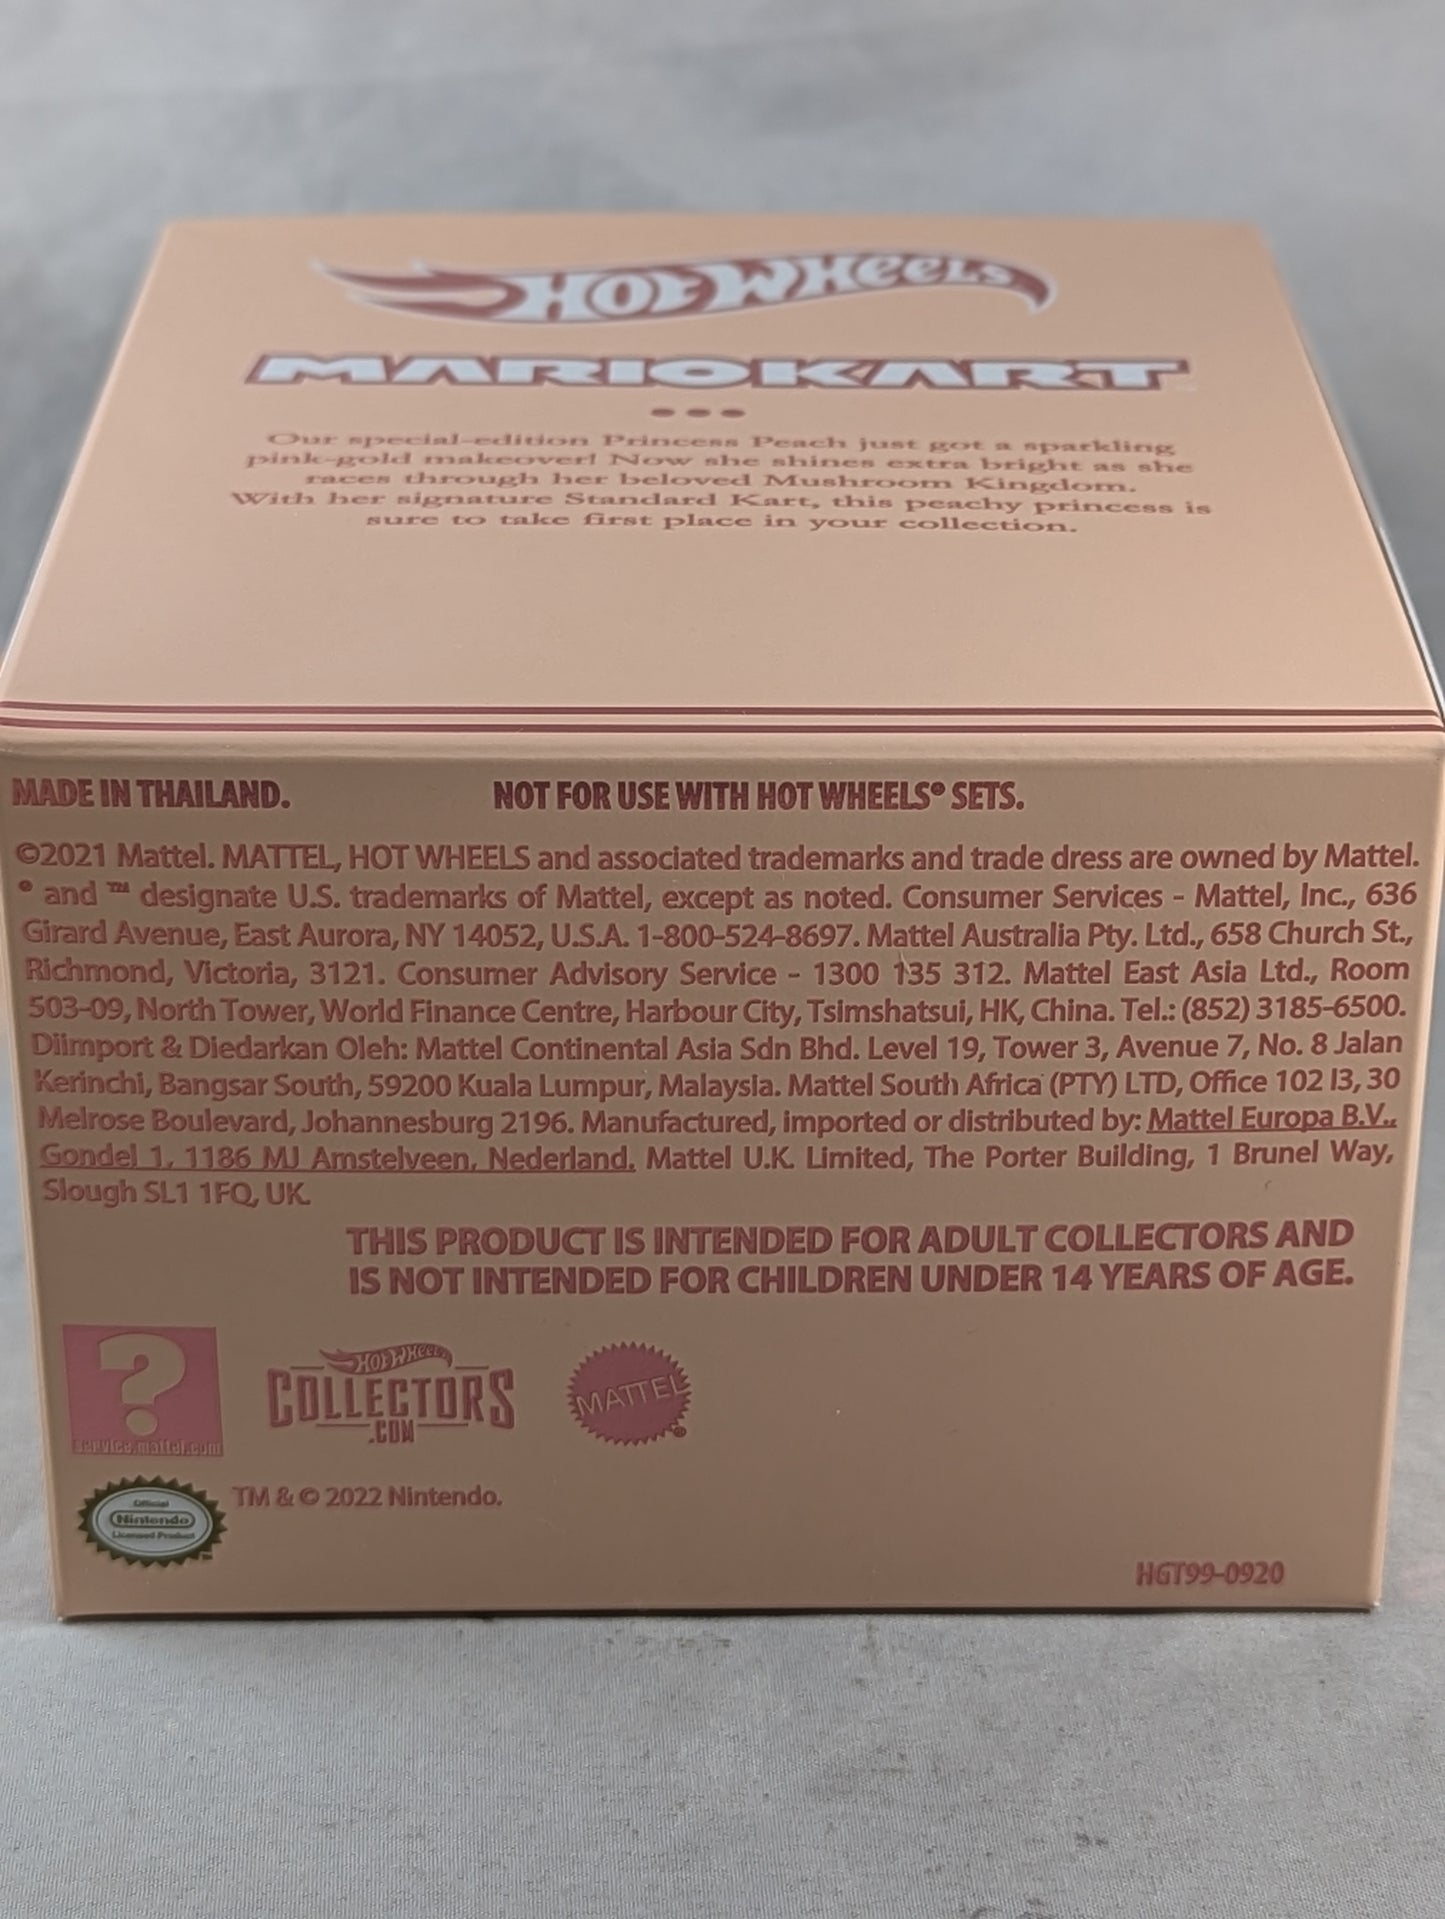 HOT WHEELS
MARIOKART
Our special-edition Princess Peach just got a sparkling
pink-gold makeover! Now she shines extra bright as she
races through her beloved Mushroom Kingdom.
With her signature Standard Kart, this peachy princess is
sure to take first place in your collection.
MADE IN THAILAND. NOT FOR USE WITH HOT WHEELS® SETS.
©2021 Mattel. MATTEL, HOT WHEELS and associated trademarks and trade dress are owned by Mattel.
® and ™ designate U.S. trademarks of Mattel, except as noted. Consumer Services - Mattel, Inc., 636
Girard Avenue, East Aurora, NY 14052, U.S.A. 1-800-524-8697. Mattel Australia Pty. Ltd., 658 Church St.,
Richmond, Victoria, 3121. Consumer Advisory Service - 1300 135 312. Mattel East Asia Ltd., Room
503-09, North Tower, World Finance Centre, Harbour City, Tsimshatsui, HK, China. Tel.: (852) 3185-6500.
Diimport & Diedarkan Oleh: Mattel Continental Asia Sdn Bhd. Level 19, Tower 3, Avenue 7, No. 8 Jalan
Kerinchi, Bangsar South, 59200 Kuala Lumpur, Malaysia. Mattel South Africa (PTY) LTD, Office 102 I3, 30
Melrose Boulevard, Johannesburg 2196. Manufactured, imported or distributed by: Mattel Europa B.V.,
Gondel 1, 1186 MJ Amstelveen, Nederland. Mattel U.K. Limited, The Porter Building, 1 Brunel Way,
Slough SL1 1FQ, UK.
THIS PRODUCT IS INTENDED FOR ADULT COLLECTORS AND
IS NOT INTENDED FOR CHILDREN UNDER 14 YEARS OF AGE.
?
service.mattel.com
HOT WHEELS
COLLECTORS
.COM
MATTEL®
Official
Nintendo
Licensed Product
TM & © 2022 Nintendo.
HGT99-0920